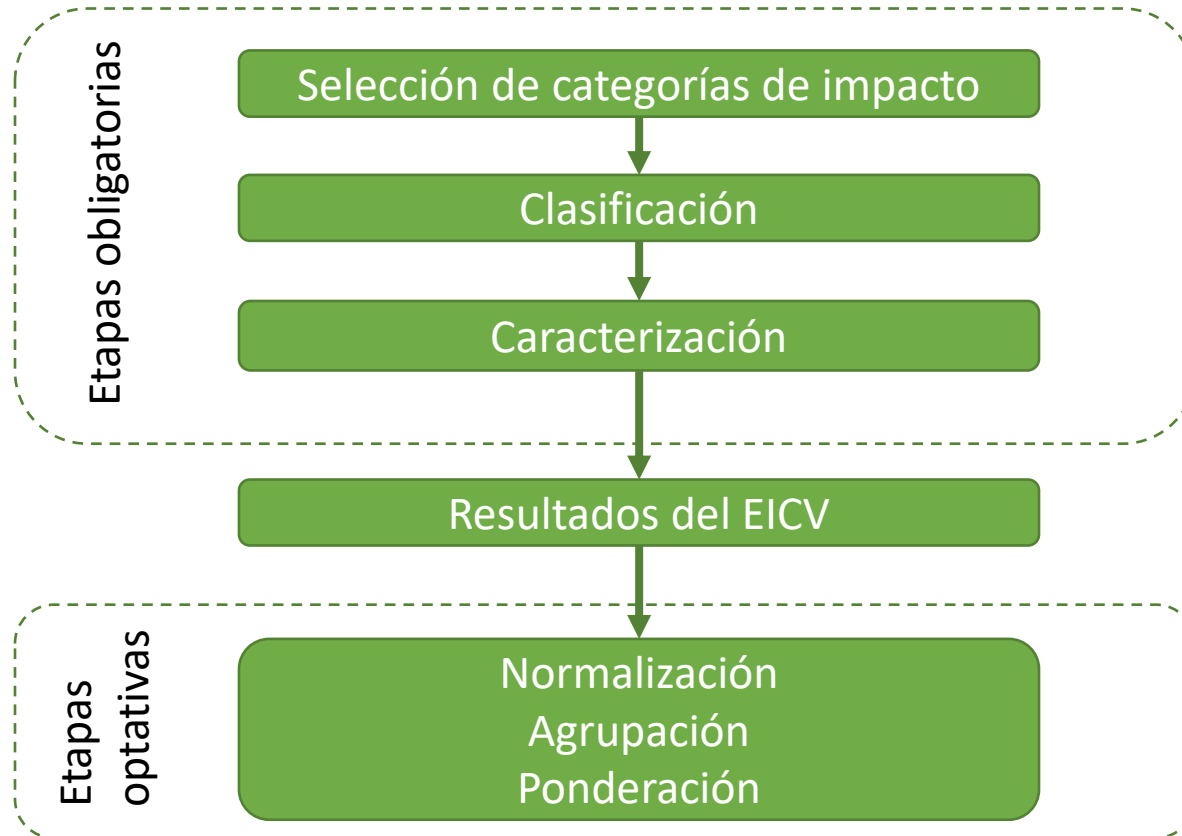 Etapas obligatorias
Selección de categorías de impacto
Clasificación
Caracterización
Resultados del EICV
Etapas
optativas
Normalización
Agrupación
Ponderación